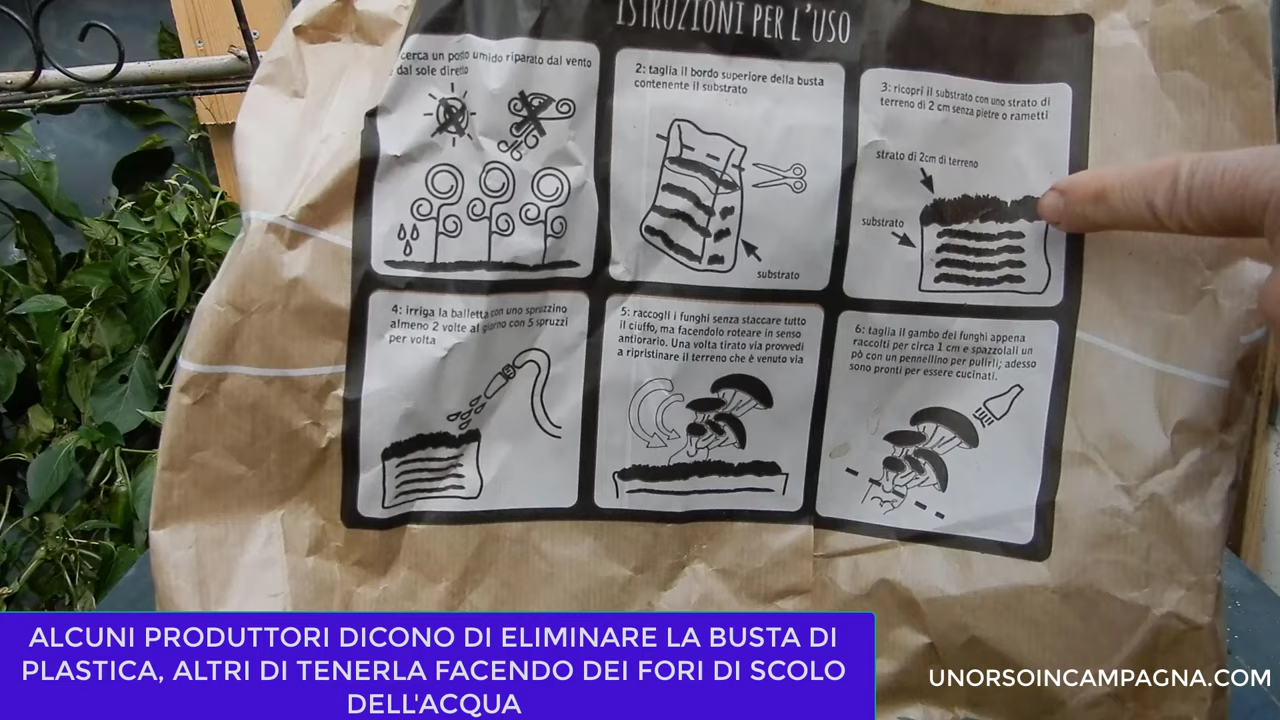 ISTRUZIONI PER L'USO
cerca un posto umido riparato dal vento
dal sole diretto
2: taglia il bordo superiore della busta
contenente il substrato
substrato
3: ricopri il substrato con uno strato di
terreno di 2 cm senza pietre o rametti
strato di 2cm di terreno
substrato
4: irriga la balletta con uno spruzzino
almeno 2 volte al giorno con 5 spruzzi
per volta
5: raccogli i funghi senza staccare tutto
il ciuffo, ma facendolo roteare in senso
antiorario. Una volta tirato via provvedi
a ripristinare il terreno che è venuto via
6: taglia il gambo dei funghi appena
raccolti per circa 1 cm e spazzolali un
pò con un pennellino per pulirli; adesso
sono pronti per essere cucinati.
ALCUNI PRODUTTORI DICONO DI ELIMINARE LA BUSTA DI
PLASTICA, ALTRI DI TENERLA FACENDO DEI FORI DI SCOLO
DELL'ACQUA
UNORSOINCAMPAGNA.COM